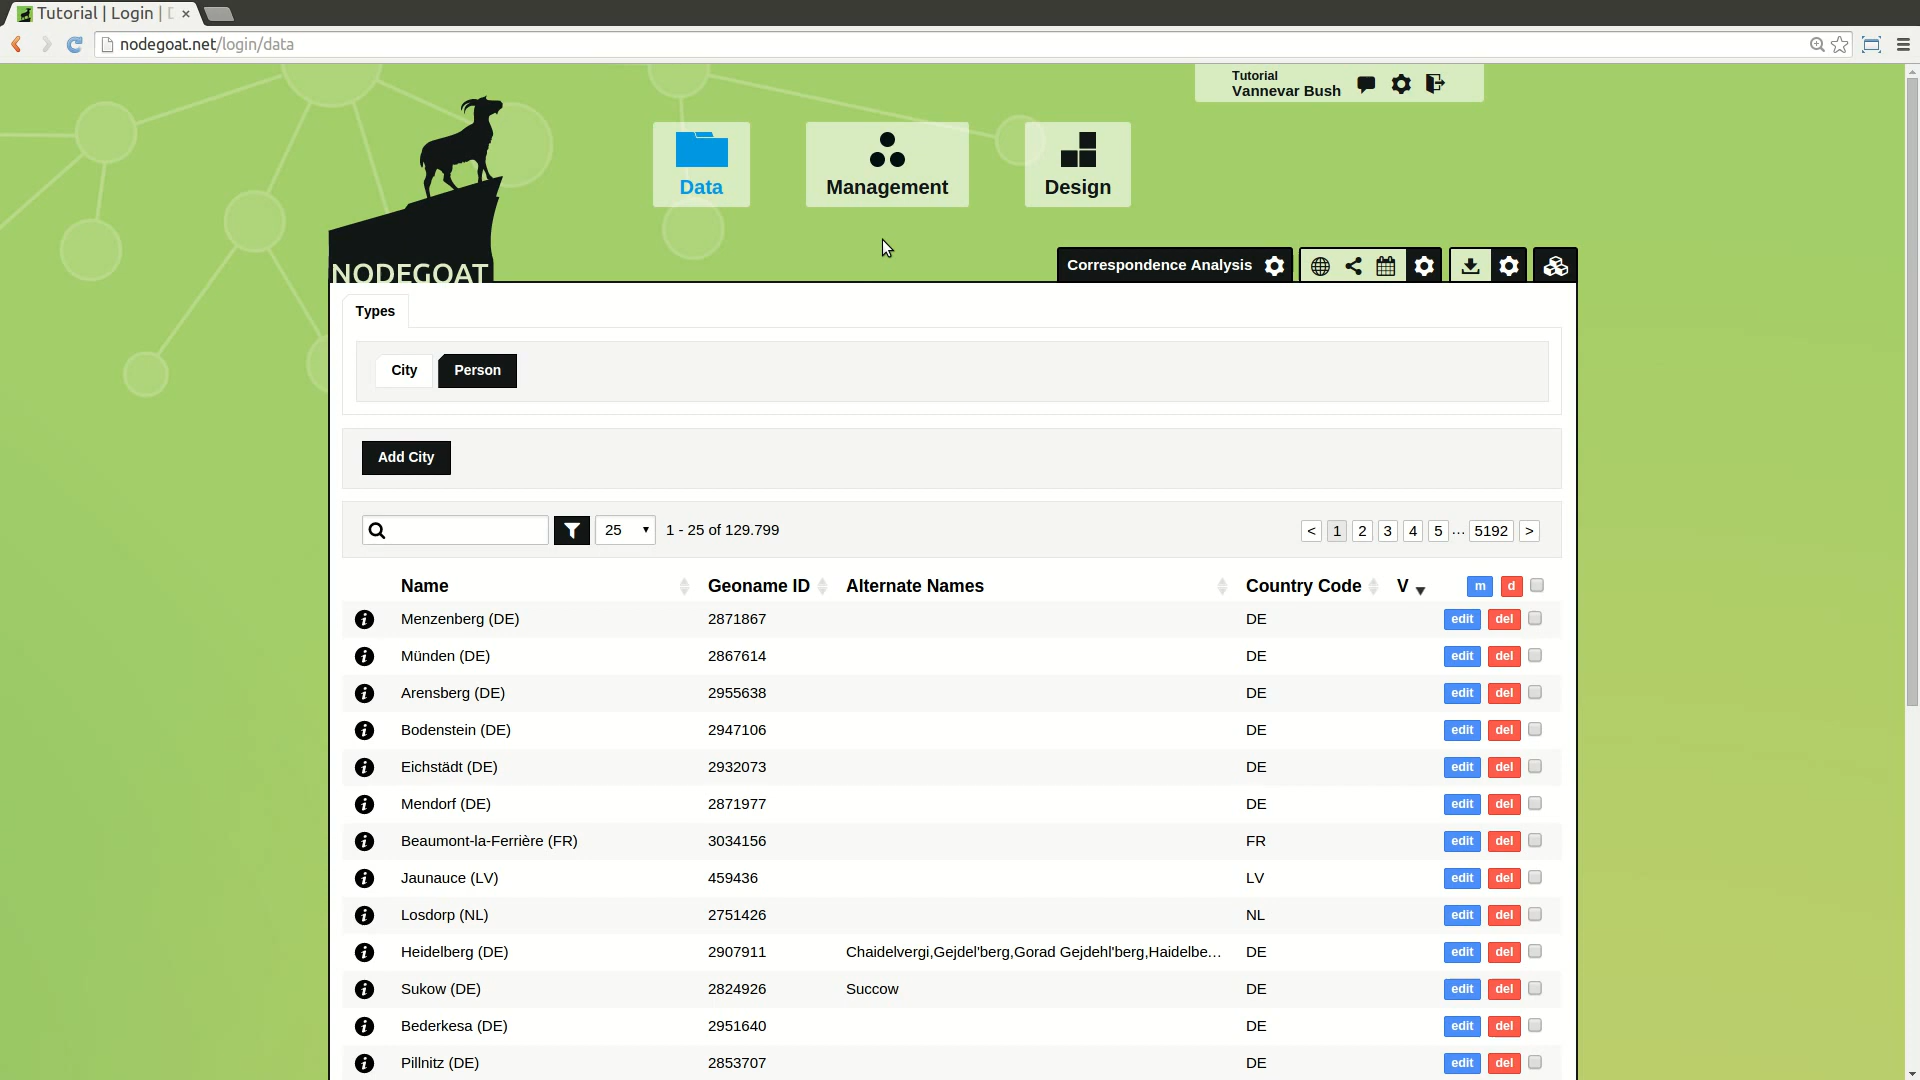 Tutorial | Login |
nodegoat.net/login/data
Tutorial
Vannevar Bush
Data
Management
Design
NODEGOAT
Correspondence Analysis
Types
City
Person
Add City
25
1 - 25 of 129.799
< 1 2 3 4 5 ... 5192 >
Name Geoname ID Alternate Names Country Code V m d
Menzenberg (DE) 2871867 DE edit del
Münden (DE) 2867614 DE edit del
Arensberg (DE) 2955638 DE edit del
Bodenstein (DE) 2947106 DE edit del
Eichstädt (DE) 2932073 DE edit del
Mendorf (DE) 2871977 DE edit del
Beaumont-la-Ferrière (FR) 3034156 FR edit del
Jaunauce (LV) 459436 LV edit del
Losdorp (NL) 2751426 NL edit del
Heidelberg (DE) 2907911 Chaidelvergi,Gejdel'berg,Gorad Gejdehl'berg,Haidelbe... DE edit del
Sukow (DE) 2824926 Succow DE edit del
Bederkesa (DE) 2951640 DE edit del
Pillnitz (DE) 2853707 DE edit del